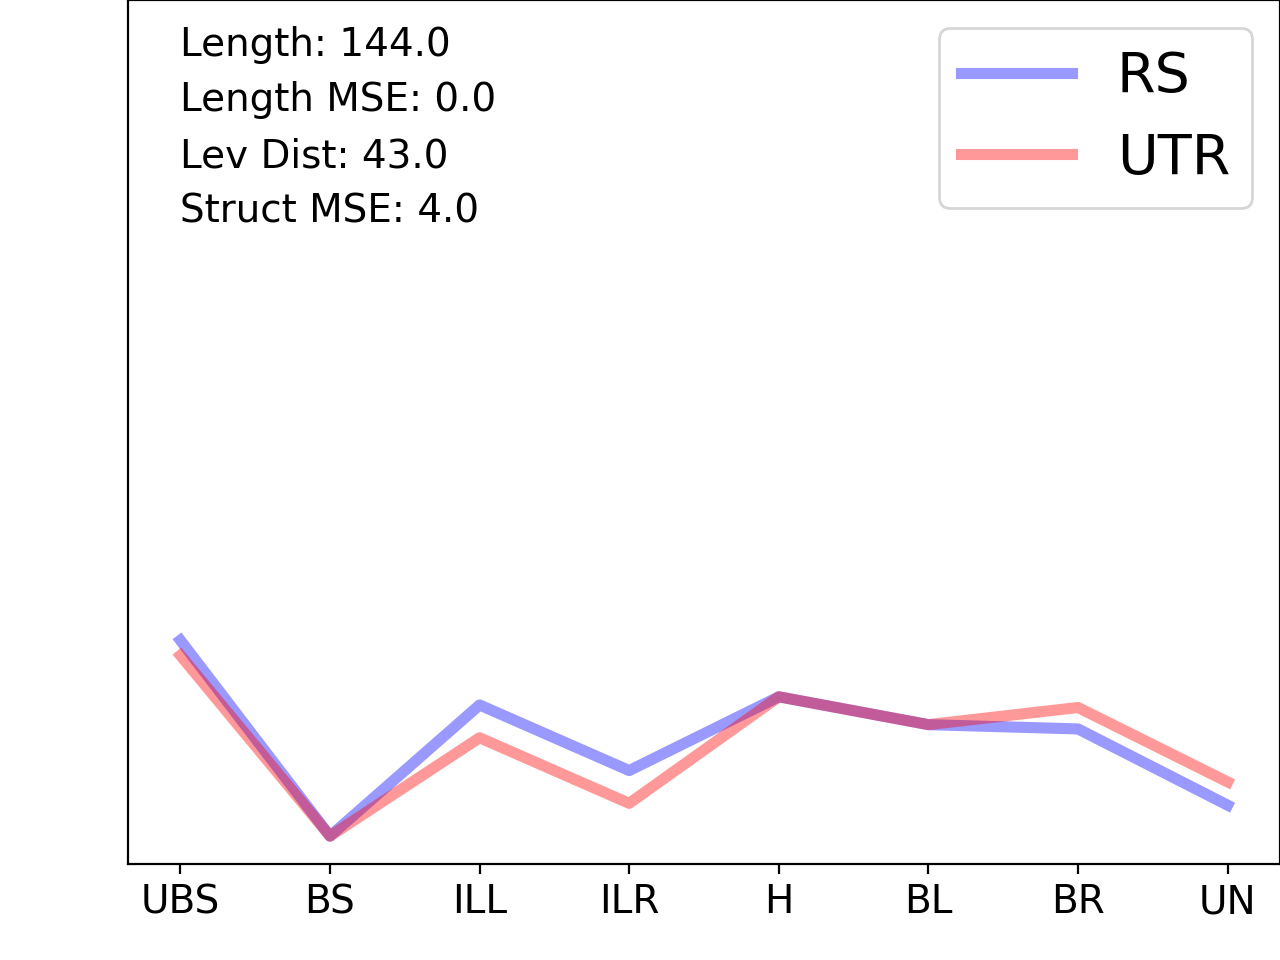 Length: 144.0
Length MSE: 0.0
Lev Dist: 43.0
Struct MSE: 4.0
RS
UTR
UBS BS ILL ILR H BL BR UN